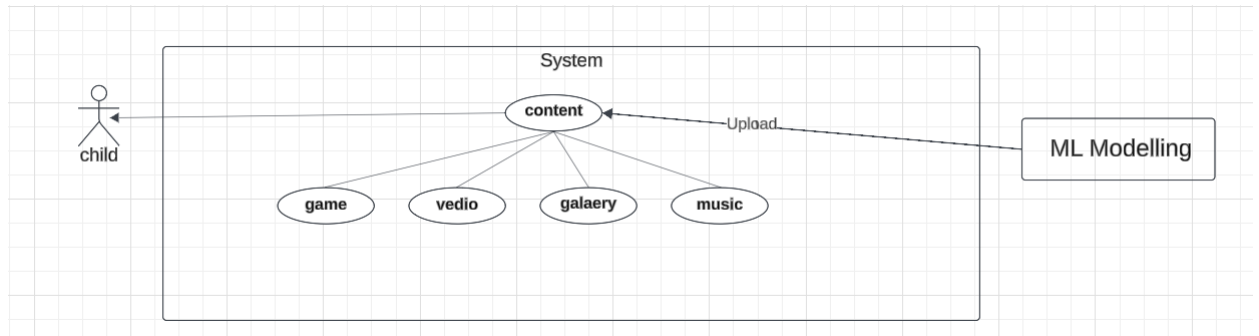 System
content
Upload
ML Modelling
child
game
vedio
galaery
music